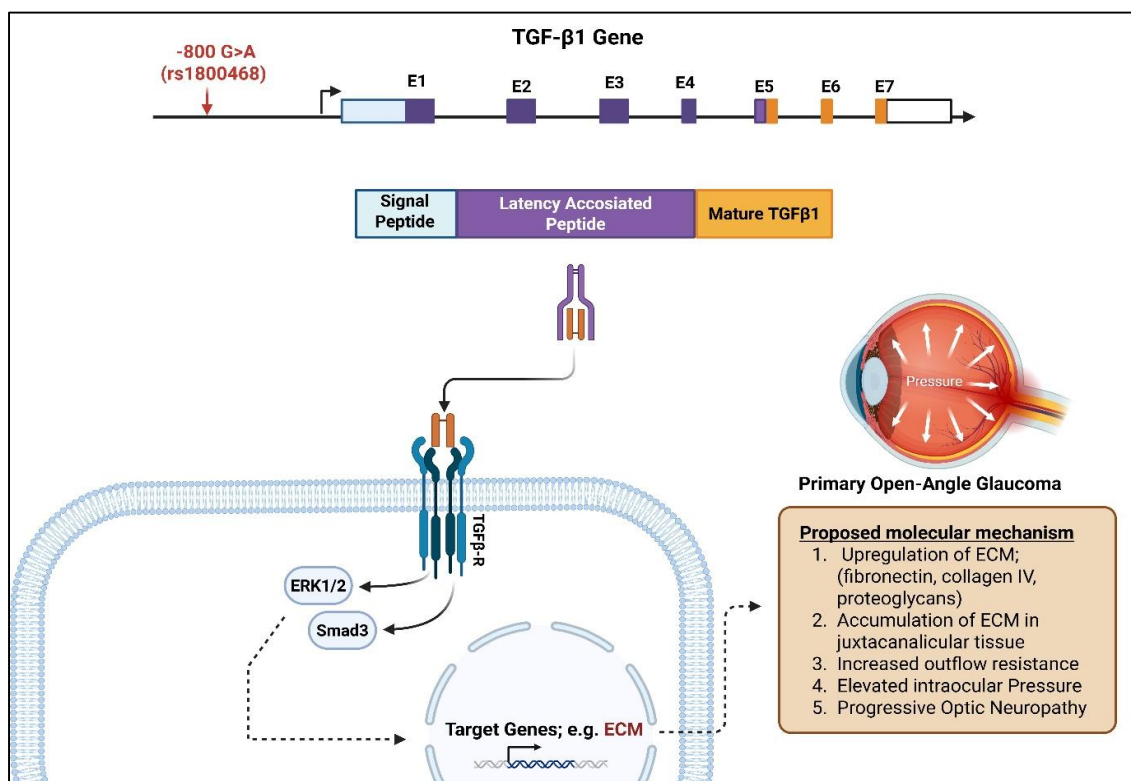 TGF-β1 Gene
-800 G>A
(rs1800468)
E1
E2
E3
E4
E5
E6
E7
Signal
Peptide
Latency Accosiated
Peptide
Mature TGFβ1
Pressure
Primary Open-Angle Glaucoma
TGFβ-R
ERK1/2
Smad3
Target Genes; e.g. ECM
Proposed molecular mechanism
1. Upregulation of ECM;
(fibronectin, collagen IV,
proteoglycans)
2. Accumulation of ECM in
juxtacanalicular tissue
3. Increased outflow resistance
4. Elevated intraocular Pressure
5. Progressive Optic Neuropathy